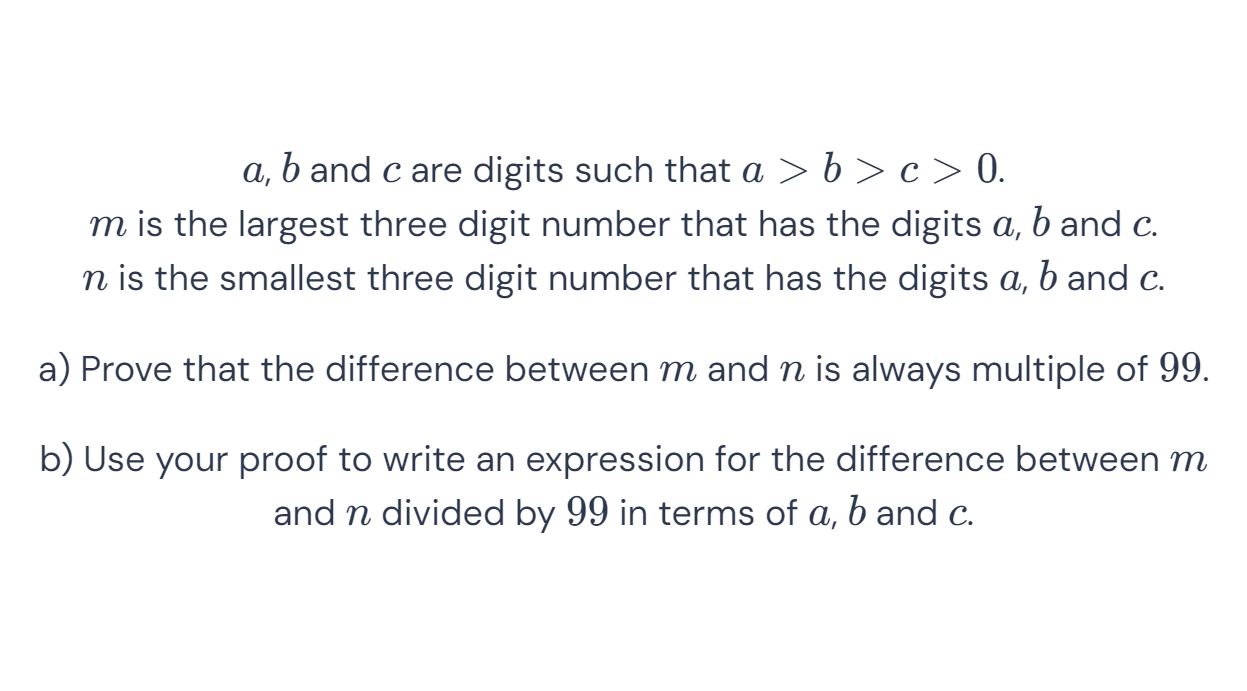 a, b and c are digits such that a > b > c > 0.
m is the largest three digit number that has the digits a, b and c.
n is the smallest three digit number that has the digits a, b and c.
a) Prove that the difference between m and n is always multiple of 99.
b) Use your proof to write an expression for the difference between m
and n divided by 99 in terms of a, b and c.